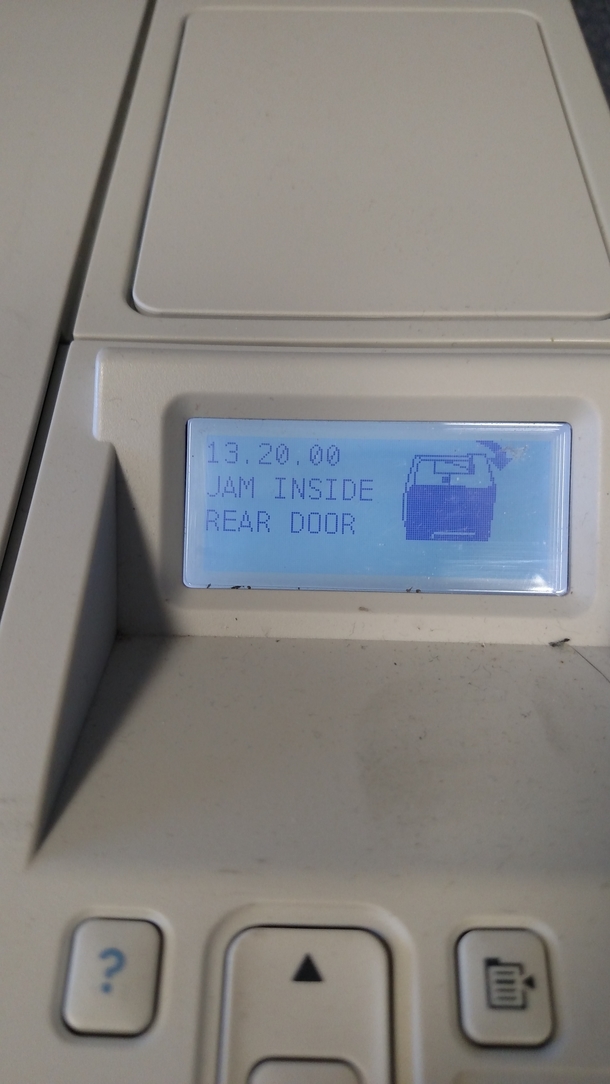 13.20.00
JAM INSIDE
REAR DOOR
?